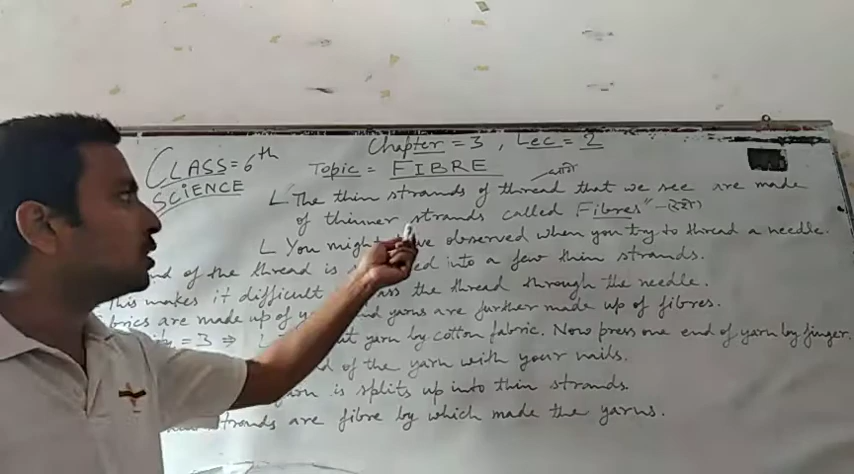 Chapter = 3, Lec = 2
CLASS = 6th
SCIENCE
Topic = FIBRE
The thin strands of thread that we see are made
of thinner strands called Fibres" - रेशे
You might observed when you try to thread a needle.
of the thread is into a few thin strands.
This makes it difficult the thread through the needle.
are made up of and yarns are further made up of fibres.
= 3 ⇒ yarn by cotton fabric. Now press one end of yarn by finger.
of the yarn with your nails.
is splits up into thin strands.
strands are fibre by which made the yarns.